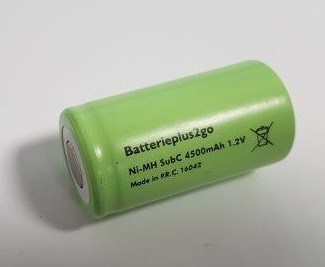 Batterieplus2go
Ni-MH SubC 4500mAh 1.2V
Made in P.R.C. 16042